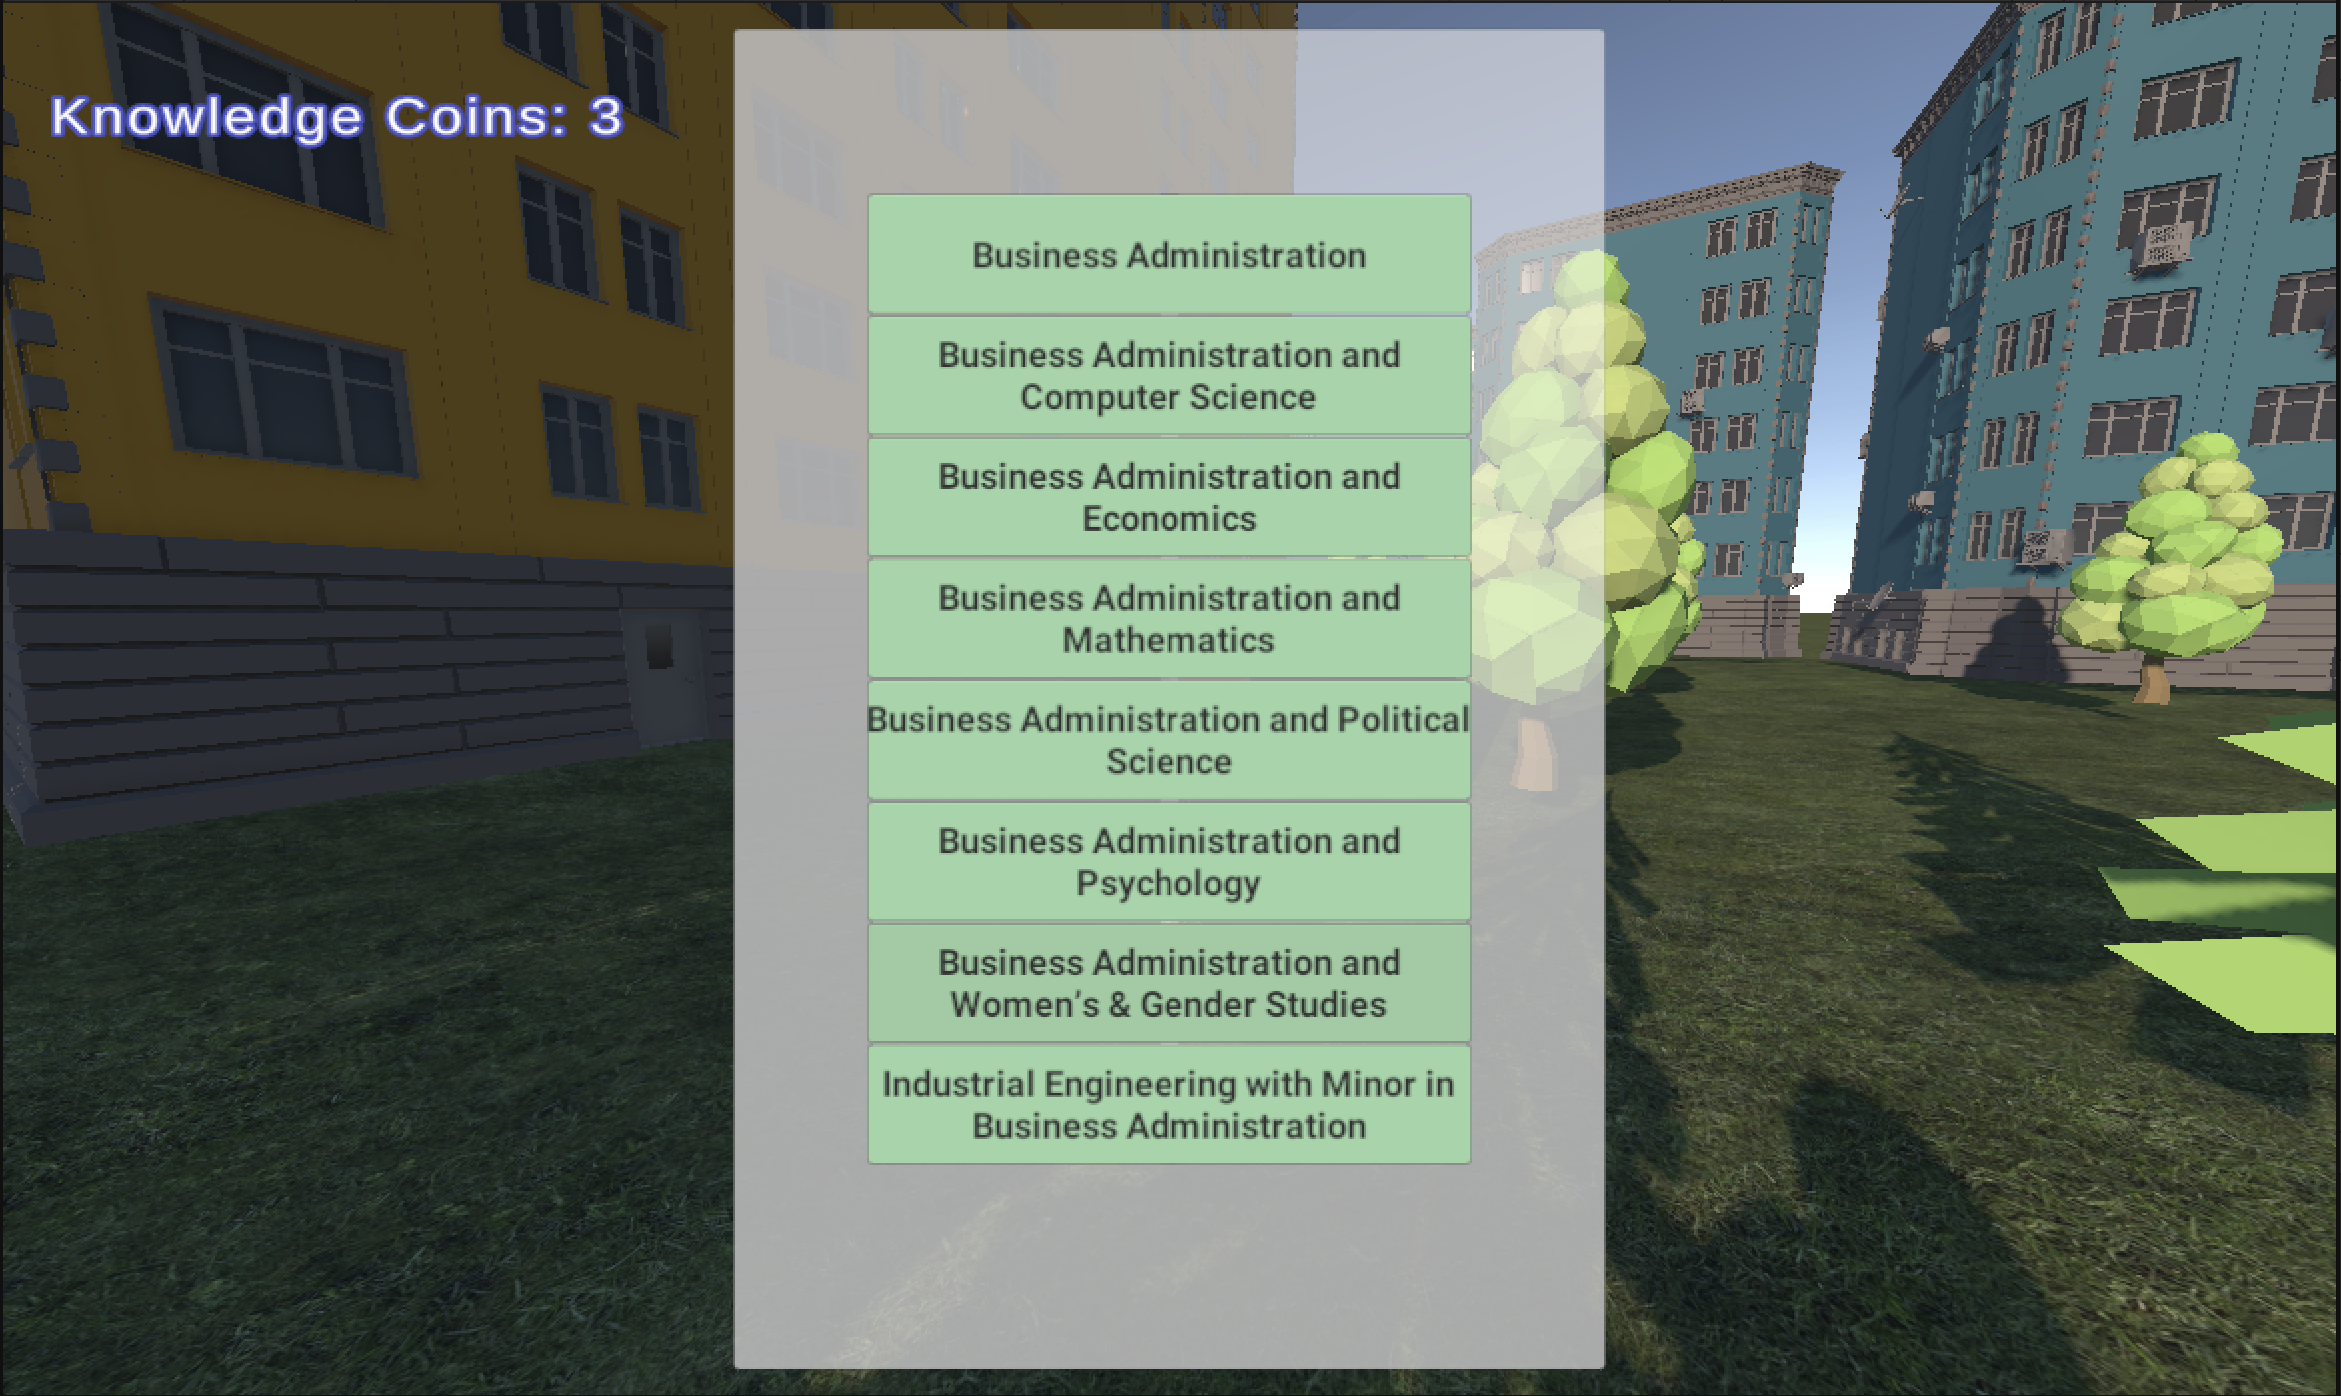 Knowledge Coins: 3
Business Administration
Business Administration and
Computer Science
Business Administration and
Economics
Business Administration and
Mathematics
Business Administration and Political
Science
Business Administration and
Psychology
Business Administration and
Women's & Gender Studies
Industrial Engineering with Minor in
Business Administration